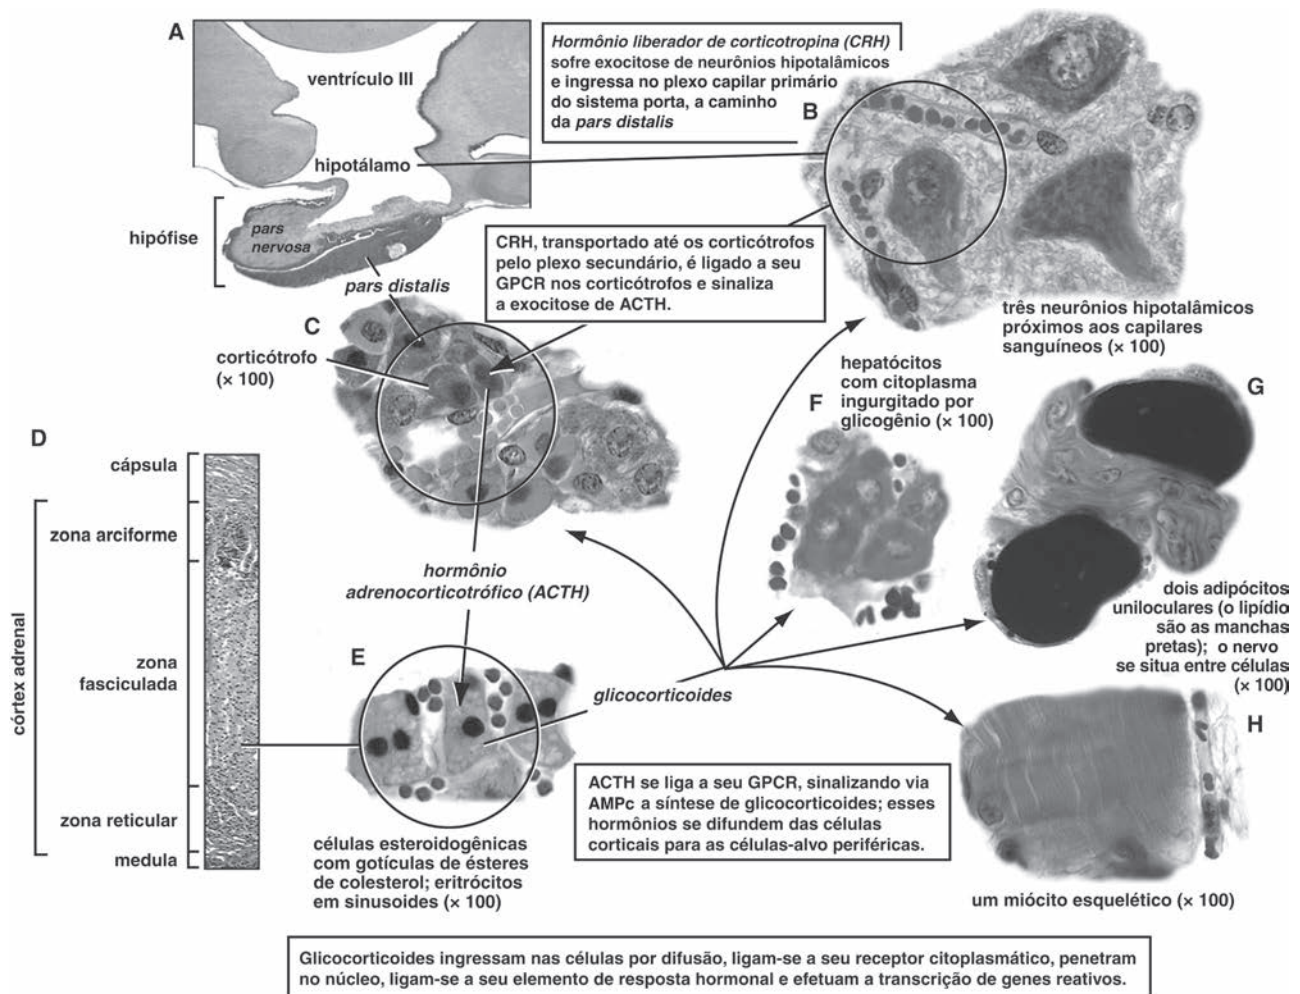 A
ventrículo III
hipotálamo
hipófise
pars
nervosa
pars distalis
Hormônio liberador de corticotropina (CRH)
sofre exocitose de neurônios hipotalâmicos
e ingressa no plexo capilar primário
do sistema porta, a caminho
da pars distalis
B
três neurônios hipotalâmicos
próximos aos capilares
sanguíneos (× 100)
CRH, transportado até os corticótrofos
pelo plexo secundário, é ligado a seu
GPCR nos corticótrofos e sinaliza
a exocitose de ACTH.
C
corticótrofo
(× 100)
D
cápsula
zona arciforme
córtex adrenal
zona
fasciculada
zona reticular
medula
hormônio
adrenocorticotrófico (ACTH)
E
células esteroidogênicas
com gotículas de ésteres
de colesterol; eritrócitos
em sinusoides (× 100)
glicocorticoides
hepatócitos
com citoplasma
ingurgitado por
glicogênio (× 100)
F
G
dois adipócitos
uniloculares (o lipídio
são as manchas
pretas); o nervo
se situa entre células
(× 100)
H
um miócito esquelético (× 100)
ACTH se liga a seu GPCR, sinalizando via
AMPc a síntese de glicocorticoides; esses
hormônios se difundem das células
corticais para as células-alvo periféricas.
Glicocorticoides ingressam nas células por difusão, ligam-se a seu receptor citoplasmático, penetram
no núcleo, ligam-se a seu elemento de resposta hormonal e efetuam a transcrição de genes reativos.